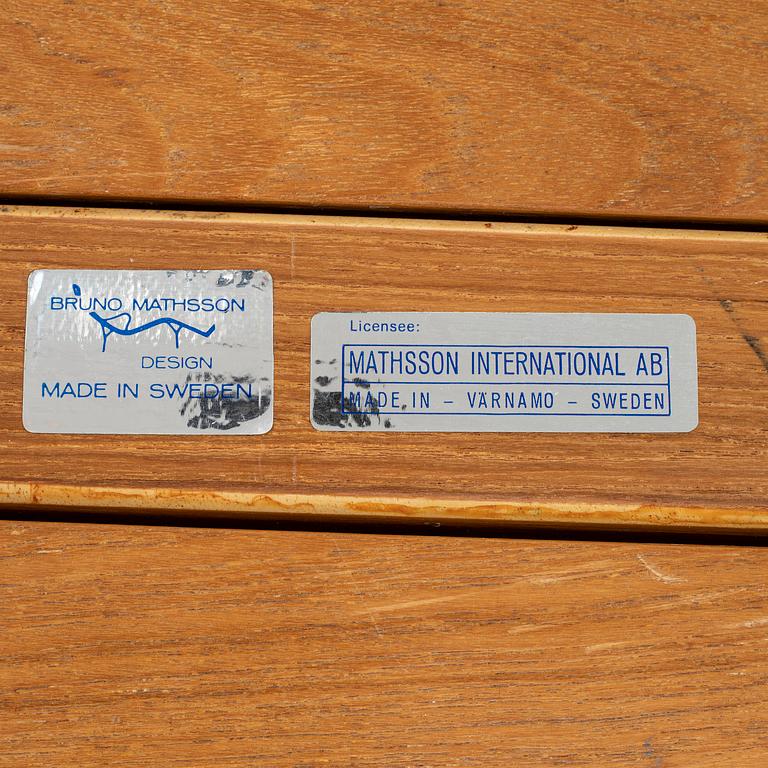 BRUNO MATHSSON
DESIGN
MADE IN SWEDEN
Licensee:
MATHSSON INTERNATIONAL AB
MADE IN – VÄRNAMO – SWEDEN